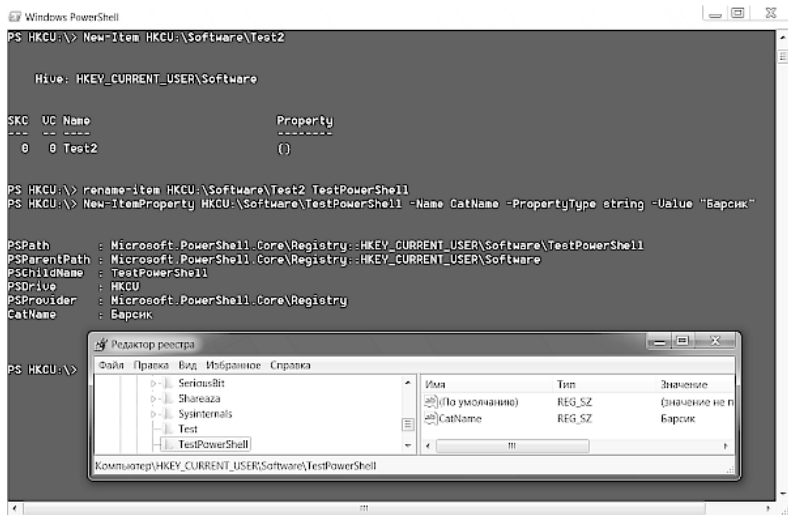 Windows PowerShell
PS HKCU:\> New-Item HKCU:\Software\Test2
Hive: HKEY_CURRENT_USER\Software
SKC VC Name Property
--- -- ---- --------
0 0 Test2 {}
PS HKCU:\> rename-item HKCU:\Software\Test2 TestPowerShell
PS HKCU:\> New-ItemProperty HKCU:\Software\TestPowerShell -Name CatName -PropertyType string -Value "Барсик"
PSPath : Microsoft.PowerShell.Core\Registry::HKEY_CURRENT_USER\Software\TestPowerShell
PSParentPath : Microsoft.PowerShell.Core\Registry::HKEY_CURRENT_USER\Software
PSChildName : TestPowerShell
PSDrive : HKCU
PSProvider : Microsoft.PowerShell.Core\Registry
CatName : Барсик
PS HKCU:\>
Редактор реестра
Файл Правка Вид Избранное Справка
SeriousBit
Shareaza
Sysinternals
Test
TestPowerShell
Имя Тип Значение
(По умолчанию) REG_SZ (значение не п
CatName REG_SZ Барсик
Компьютер\HKEY_CURRENT_USER\Software\TestPowerShell